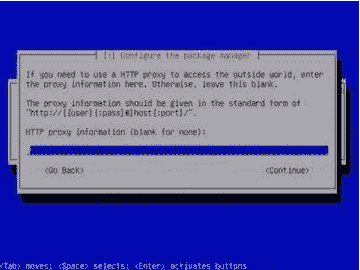 [!] Configure the package manager
If you need to use a HTTP proxy to access the outside world, enter
the proxy information here. Otherwise, leave this blank.
The proxy information should be given in the standard form of
"http://[[user][:pass]@]host[:port]/".
HTTP proxy information (blank for none):
<Go Back> <Continue>
<Tab> moves; <Space> selects; <Enter> activates buttons